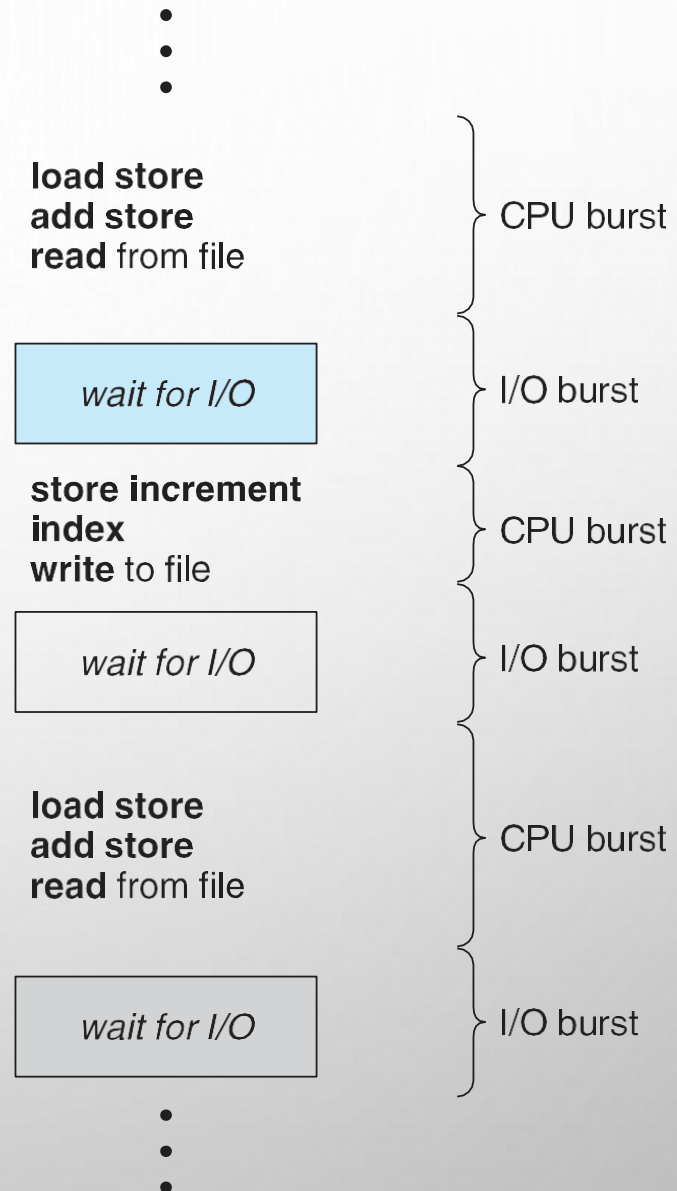 load store
add store
read from file
CPU burst
wait for I/O
I/O burst
store increment
index
write to file
CPU burst
wait for I/O
I/O burst
load store
add store
read from file
CPU burst
wait for I/O
I/O burst